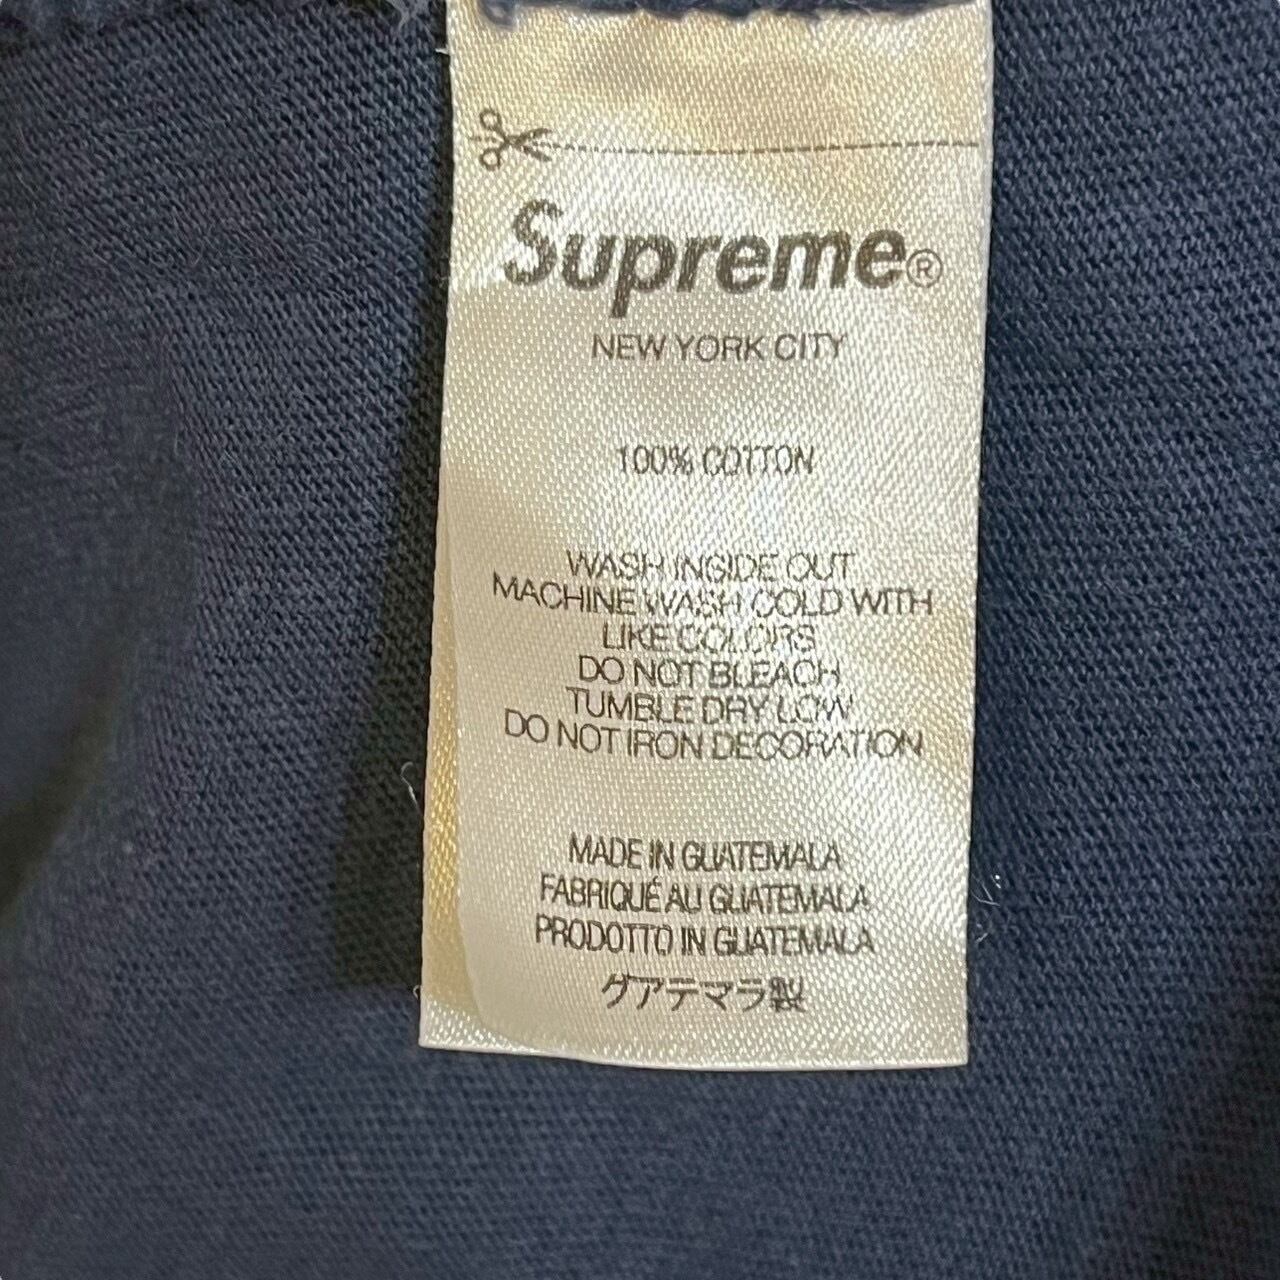 Supreme®
NEW YORK CITY
100% COTTON
WASH INSIDE OUT
MACHINE WASH COLD WITH
LIKE COLORS
DO NOT BLEACH
TUMBLE DRY LOW
DO NOT IRON DECORATION
MADE IN GUATEMALA
FABRIQUÉ AU GUATEMALA
PRODOTTO IN GUATEMALA
グアテマラ製